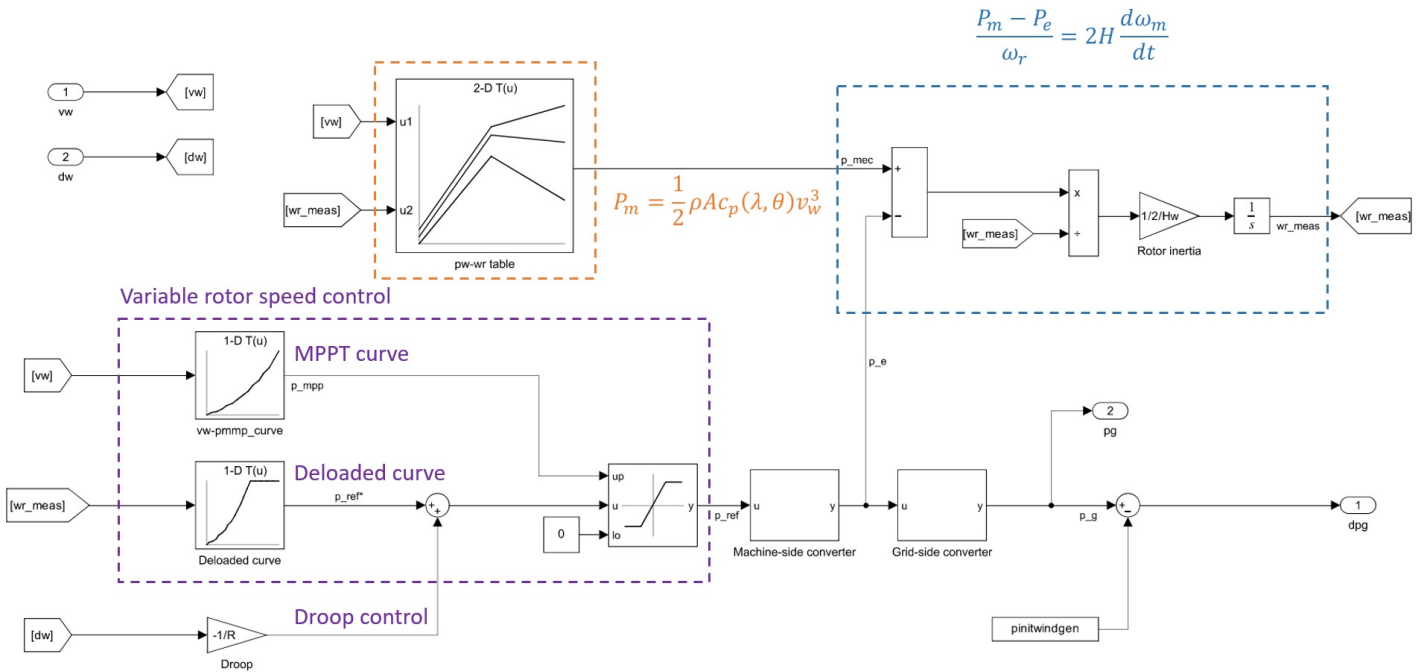 P_m − P_e / ω_r = 2H dω_m / dt
1
vw
[vw]
2
dw
[dw]
2-D T(u)
[vw]
u1
[wr_meas]
u2
pw-wr table
P_m = 1/2 ρAc_p(λ, θ)v_w^3
p_mec
+
−
[wr_meas]
x
÷
1/2/Hw
Rotor inertia
1
s
wr_meas
[wr_meas]
Variable rotor speed control
1-D T(u)
MPPT curve
[vw]
p_mpp
vw-pmmp_curve
p_e
2
pg
1-D T(u)
Deloaded curve
[wr_meas]
p_ref*
+
+
Deloaded curve
up
u
lo
y
0
p_ref
u
y
Machine-side converter
u
y
Grid-side converter
p_g
+
−
1
dpg
Droop control
[dw]
-1/R
Droop
pinitwindgen